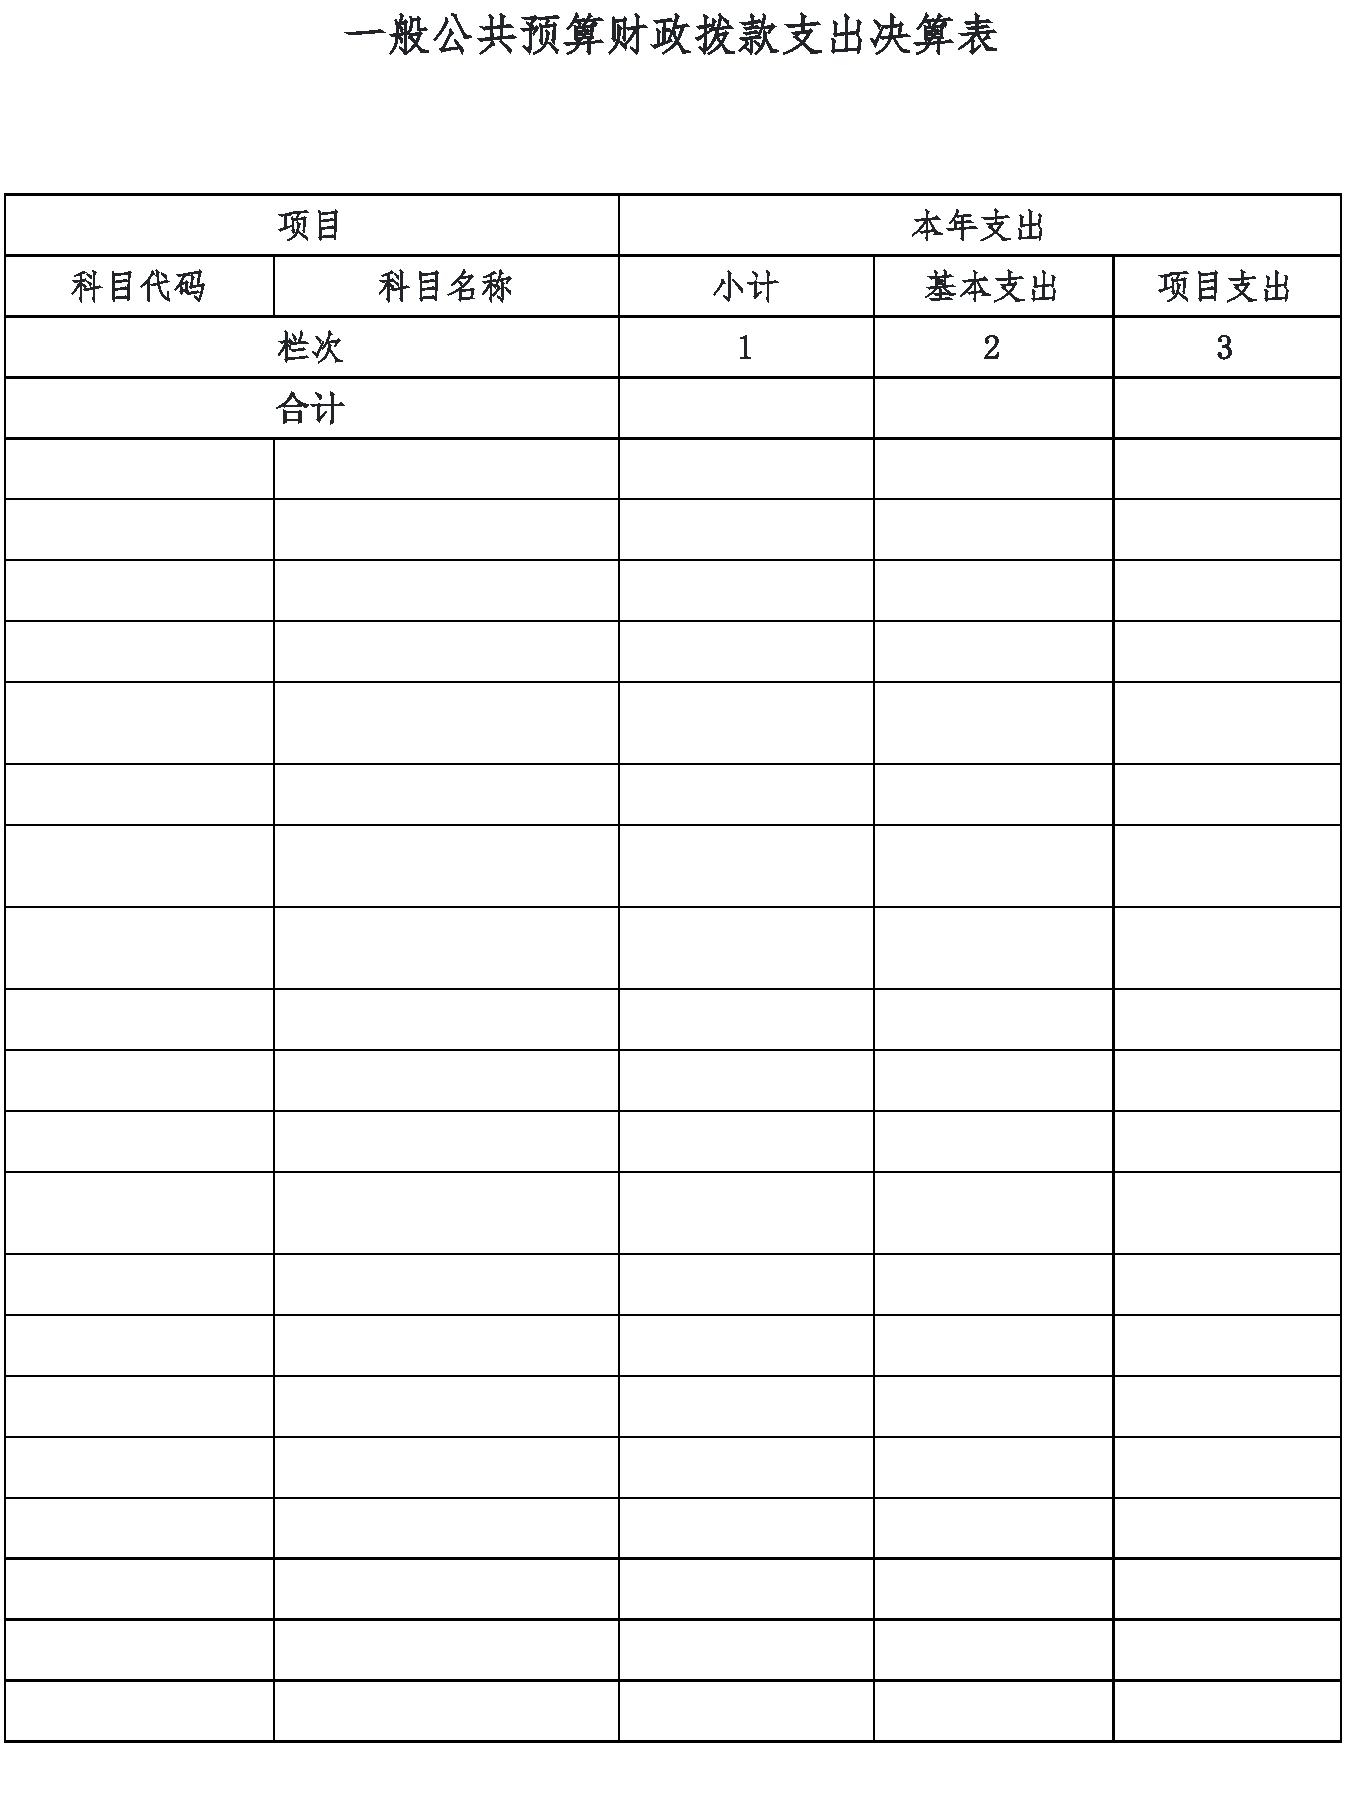 一般公共预算财政拨款支出决算表
项目 本年支出
科目代码 科目名称 小计 基本支出 项目支出
栏次 1 2 3
合计